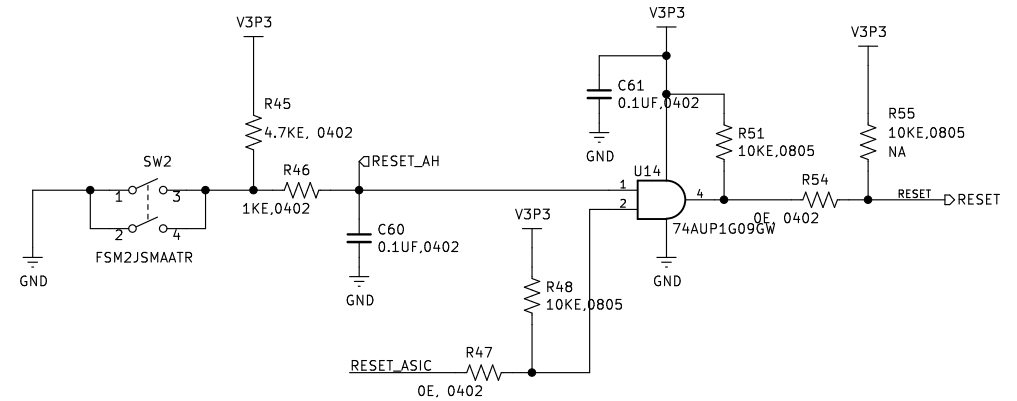 V3P3
V3P3
V3P3
C61
0.1UF,0402
GND
R45
4.7KE, 0402
R51
10KE,0805
R55
10KE,0805
NA
SW2
1
3
2
4
FSM2JSMAATR
GND
R46
1KE,0402
RESET_AH
C60
0.1UF,0402
GND
U14
1
2
4
74AUP1G09GW
GND
R54
0E, 0402
RESET
RESET
V3P3
R48
10KE,0805
RESET_ASIC
R47
0E, 0402